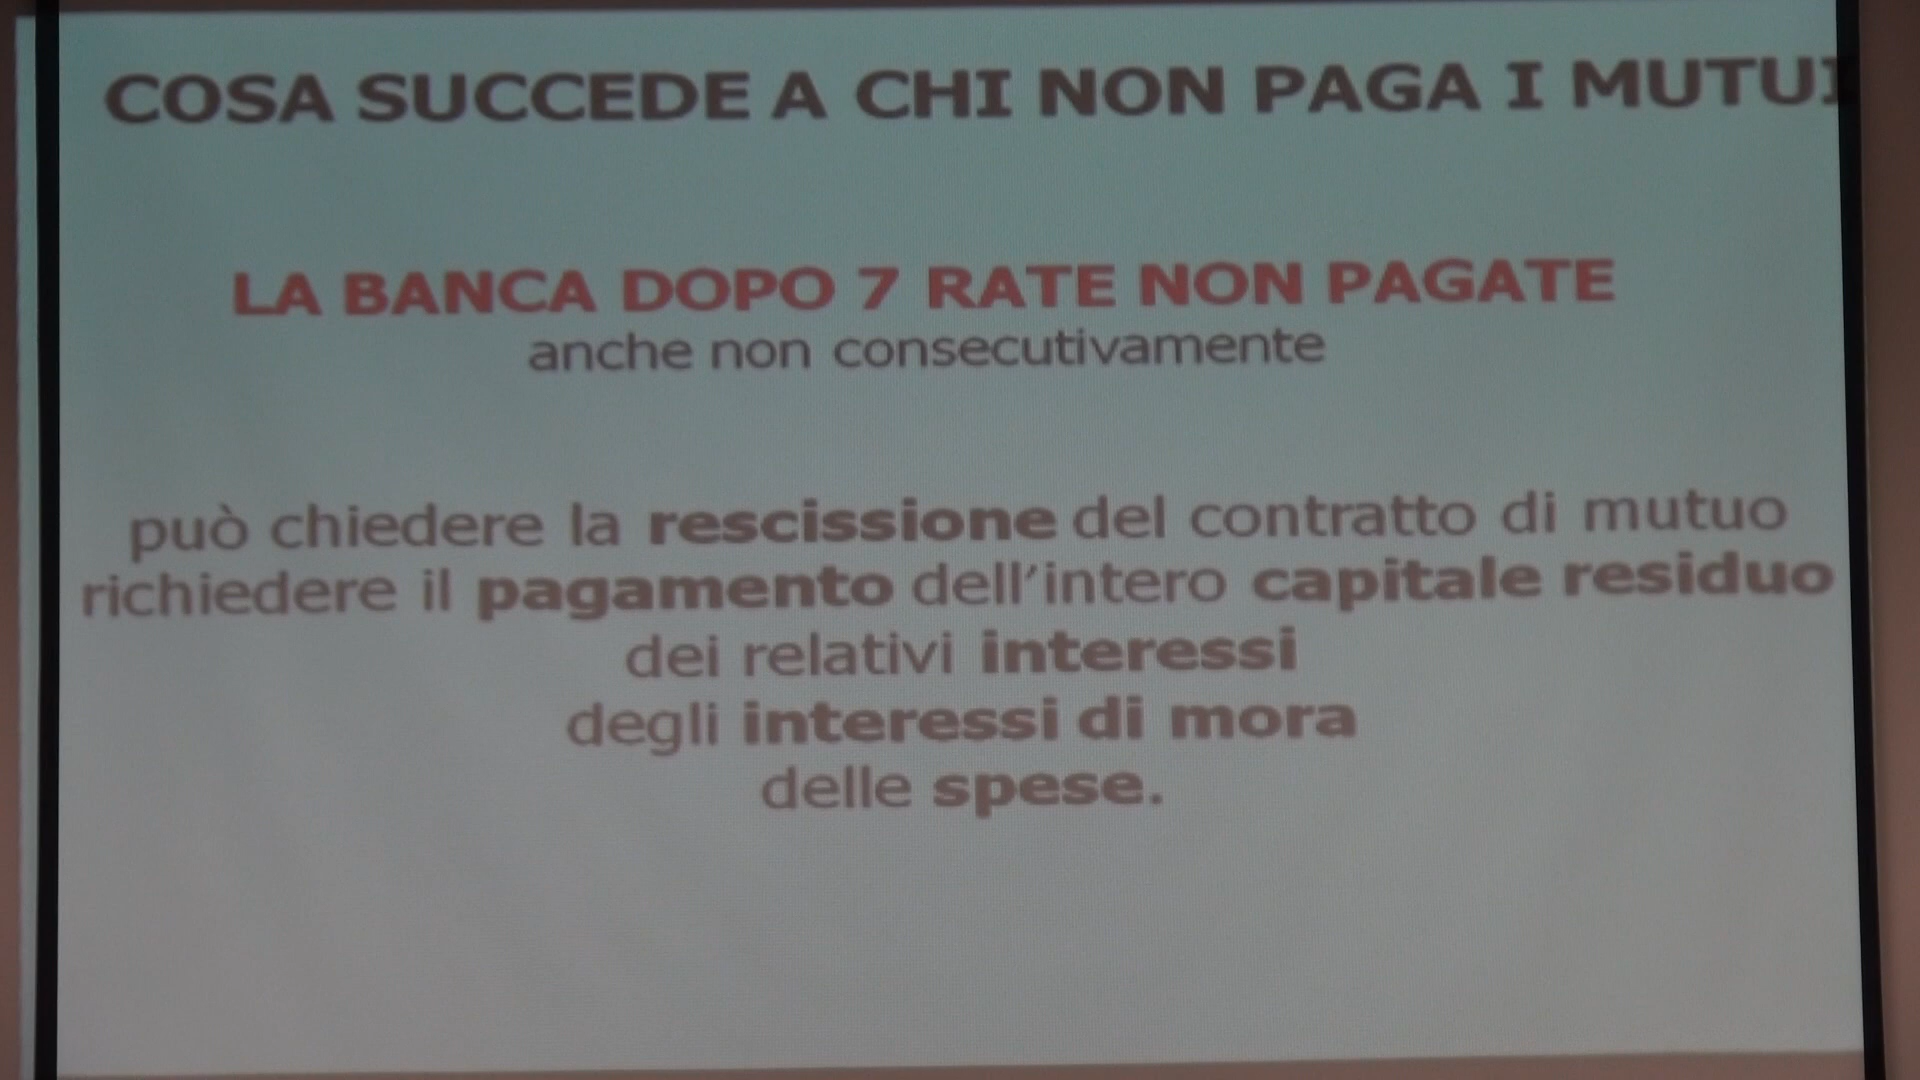 COSA SUCCEDE A CHI NON PAGA I MUTUI
LA BANCA DOPO 7 RATE NON PAGATE
anche non consecutivamente
può chiedere la rescissione del contratto di mutuo
richiedere il pagamento dell'intero capitale residuo
dei relativi interessi
degli interessi di mora
delle spese.